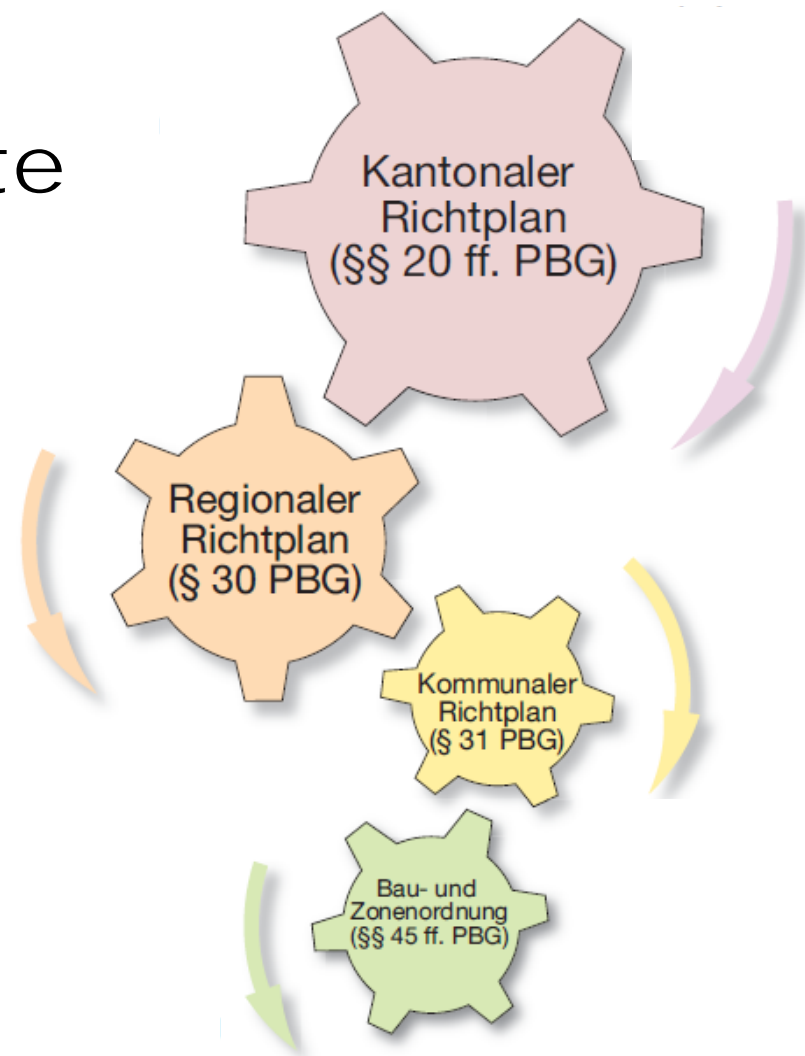 te
Kantonaler
Richtplan
(§§ 20 ff. PBG)
Regionaler
Richtplan
(§ 30 PBG)
Kommunaler
Richtplan
(§ 31 PBG)
Bau- und
Zonenordnung
(§§ 45 ff. PBG)